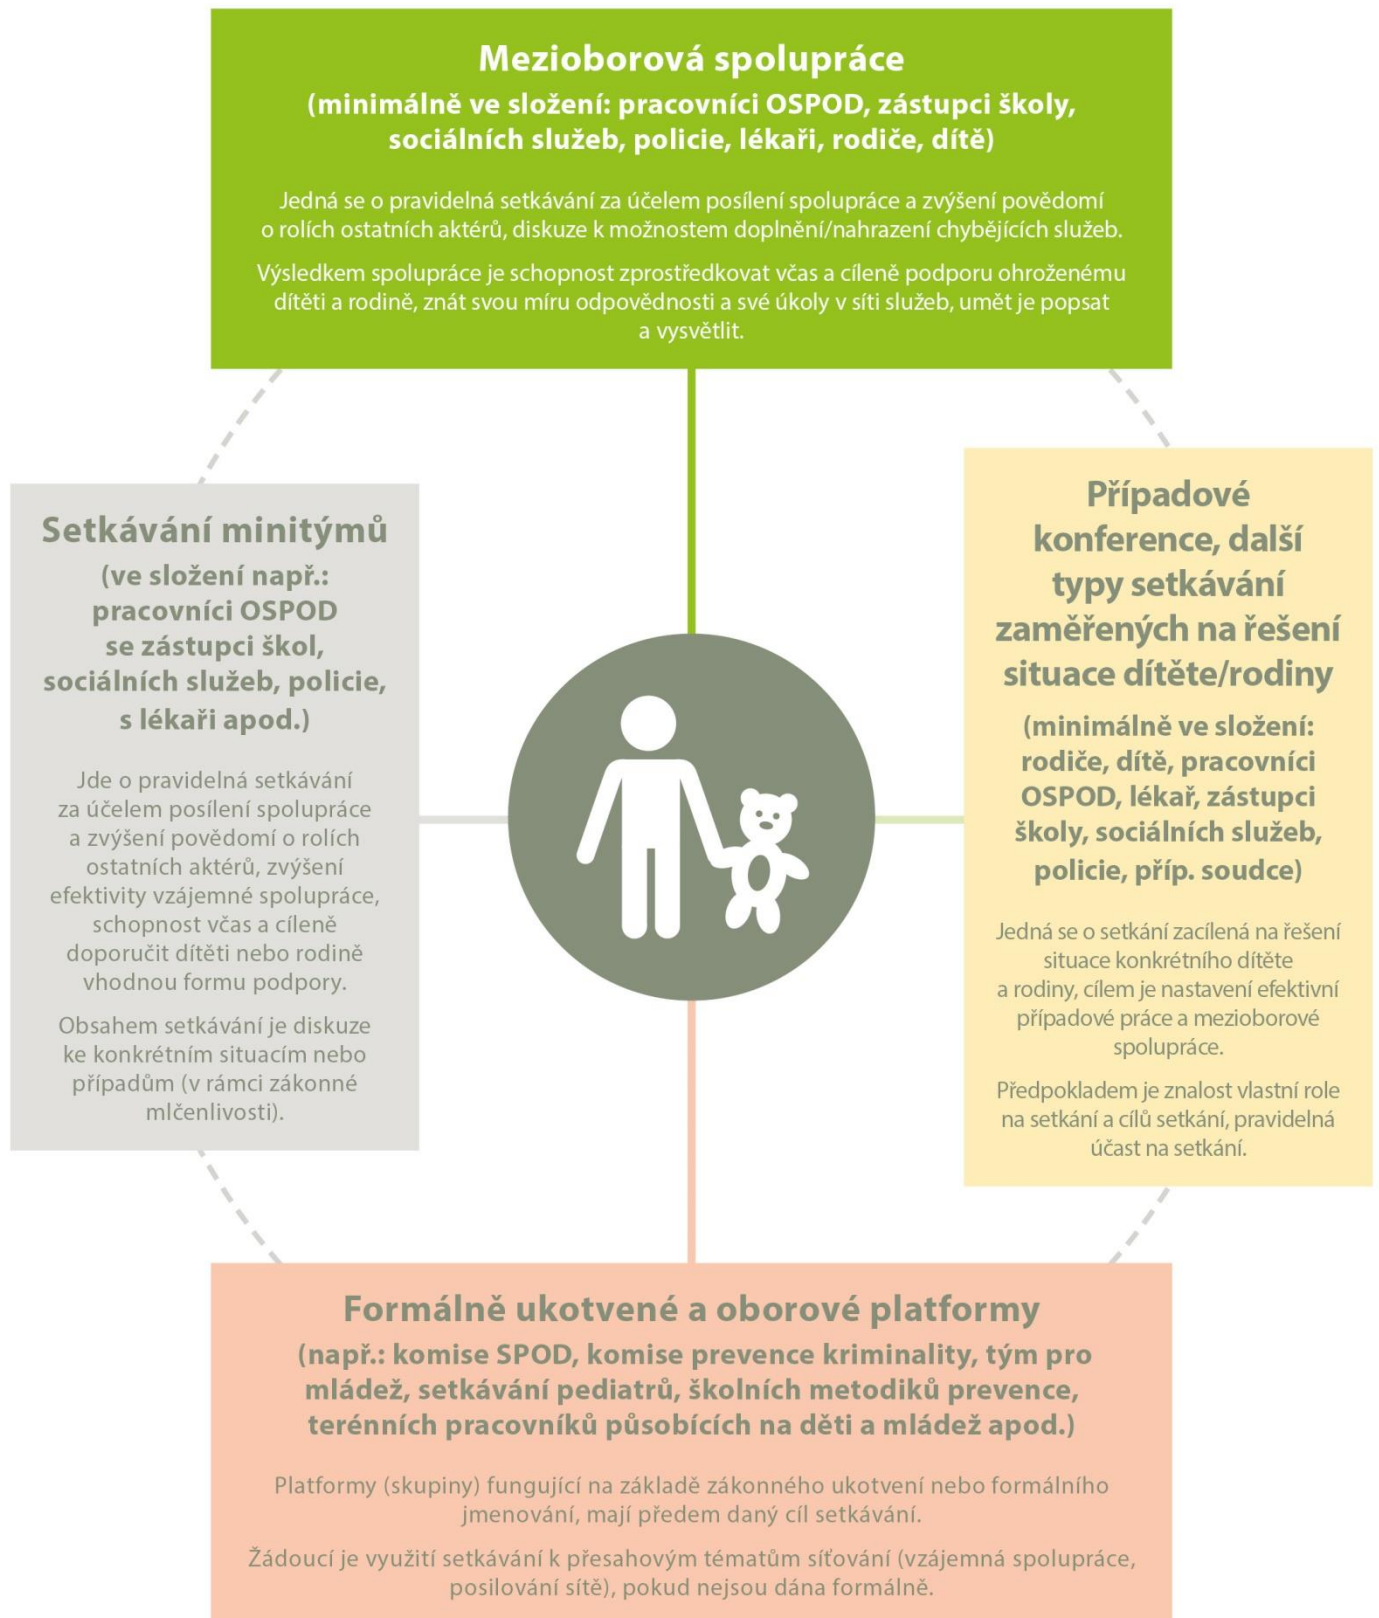 Mezioborová spolupráce
(minimálně ve složení: pracovníci OSPOD, zástupci školy,
sociálních služeb, policie, lékaři, rodiče, dítě)
Jedná se o pravidelná setkávání za účelem posílení spolupráce a zvýšení povědomí
o rolích ostatních aktérů, diskuze k možnostem doplnění/nahrazení chybějících služeb.
Výsledkem spolupráce je schopnost zprostředkovat včas a cíleně podporu ohroženému
dítěti a rodině, znát svou míru odpovědnosti a své úkoly v síti služeb, umět je popsat
a vysvětlit.
Setkávání minitýmů
(ve složení např.:
pracovníci OSPOD
se zástupci škol,
sociálních služeb, policie,
s lékaři apod.)
Jde o pravidelná setkávání
za účelem posílení spolupráce
a zvýšení povědomí o rolích
ostatních aktérů, zvýšení
efektivity vzájemné spolupráce,
schopnost včas a cíleně
doporučit dítěti nebo rodině
vhodnou formu podpory.
Obsahem setkávání je diskuze
ke konkrétním situacím nebo
případům (v rámci zákonné
mlčenlivosti).
Případové
konference, další
typy setkávání
zaměřených na řešení
situace dítěte/rodiny
(minimálně ve složení:
rodiče, dítě, pracovníci
OSPOD, lékař, zástupci
školy, sociálních služeb,
policie, příp. soudce)
Jedná se o setkání zacílená na řešení
situace konkrétního dítěte
a rodiny, cílem je nastavení efektivní
případové práce a mezioborové
spolupráce.
Předpokladem je znalost vlastní role
na setkání a cílů setkání, pravidelná
účast na setkání.
Formálně ukotvené a oborové platformy
(např.: komise SPOD, komise prevence kriminality, tým pro
mládež, setkávání pediatrů, školních metodiků prevence,
terénních pracovníků působících na děti a mládež apod.)
Platformy (skupiny) fungující na základě zákonného ukotvení nebo formálního
jmenování, mají předem daný cíl setkávání.
Žádoucí je využití setkávání k přesahovým tématům síťování (vzájemná spolupráce,
posilování sítě), pokud nejsou dána formálně.